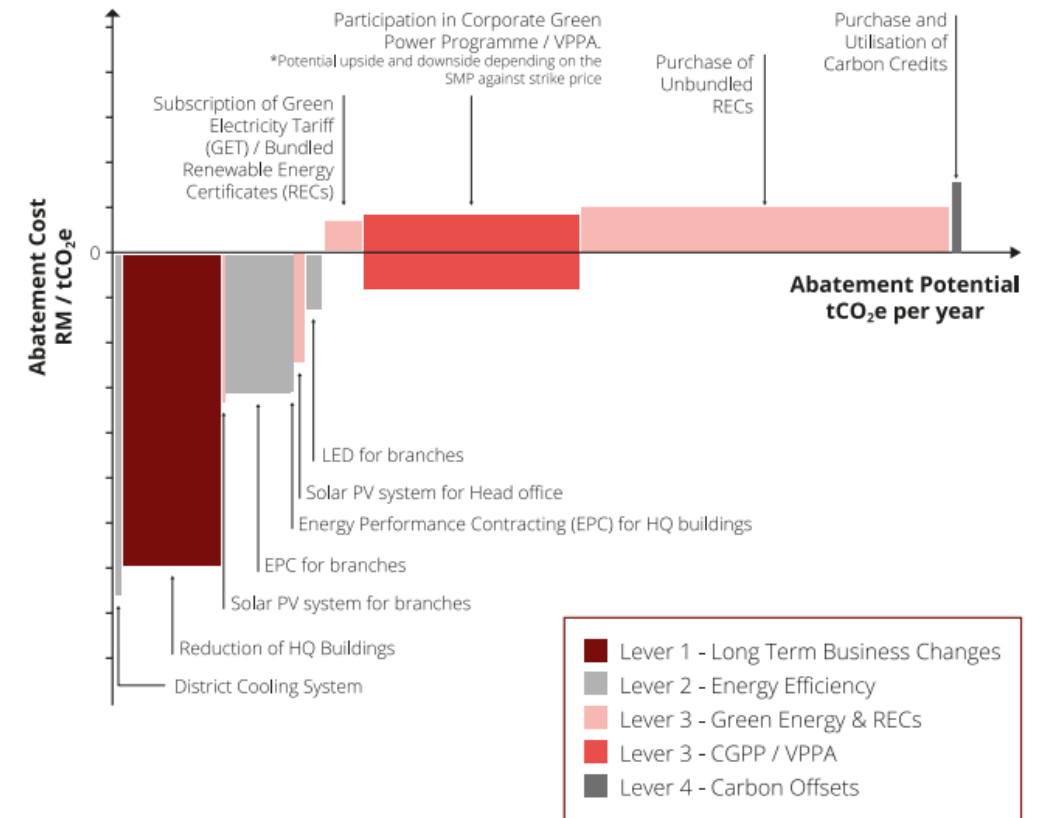 Participation in Corporate Green
Power Programme / VPPA.
*Potential upside and downside depending on the
SMP against strike price
Purchase and
Utilisation of
Carbon Credits
Purchase of
Unbundled
RECs
Subscription of Green
Electricity Tariff
(GET) / Bundled
Renewable Energy
Certificates (RECs)
Abatement Cost
RM / tCO₂e
0
Abatement Potential
tCO₂e per year
LED for branches
Solar PV system for Head office
Energy Performance Contracting (EPC) for HQ buildings
EPC for branches
Solar PV system for branches
Reduction of HQ Buildings
District Cooling System
Lever 1 - Long Term Business Changes
Lever 2 - Energy Efficiency
Lever 3 - Green Energy & RECs
Lever 3 - CGPP / VPPA
Lever 4 - Carbon Offsets